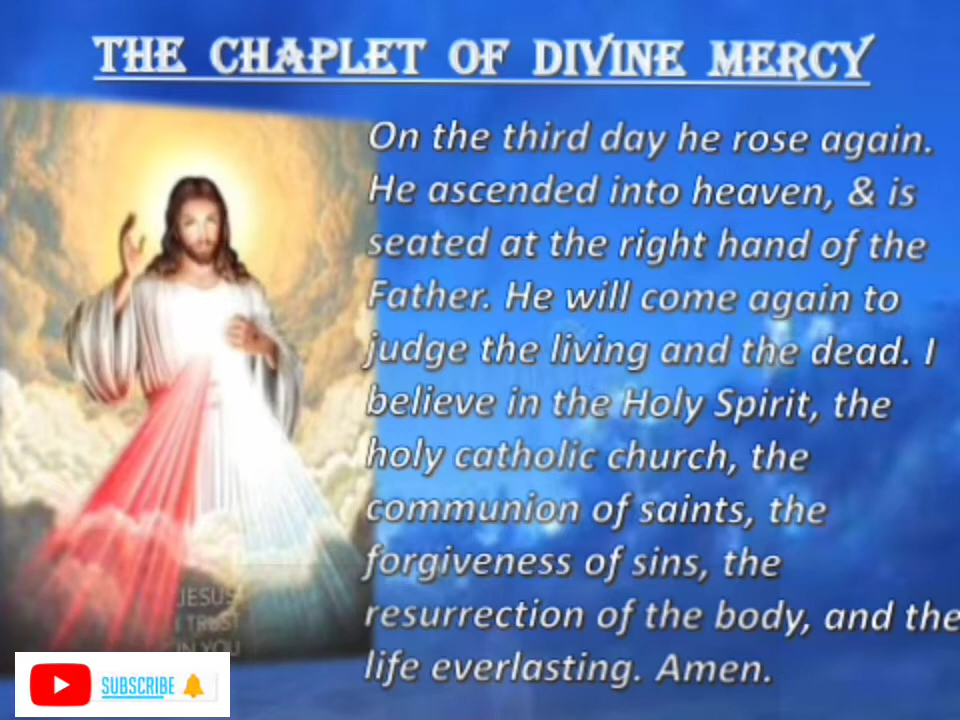 THE CHAPLET OF DIVINE MERCY
On the third day he rose again.
He ascended into heaven, & is
seated at the right hand of the
Father. He will come again to
judge the living and the dead. I
believe in the Holy Spirit, the
holy catholic church, the
communion of saints, the
forgiveness of sins, the
resurrection of the body, and the
life everlasting. Amen.
JESUS
I TRUST
IN YOU
SUBSCRIBE